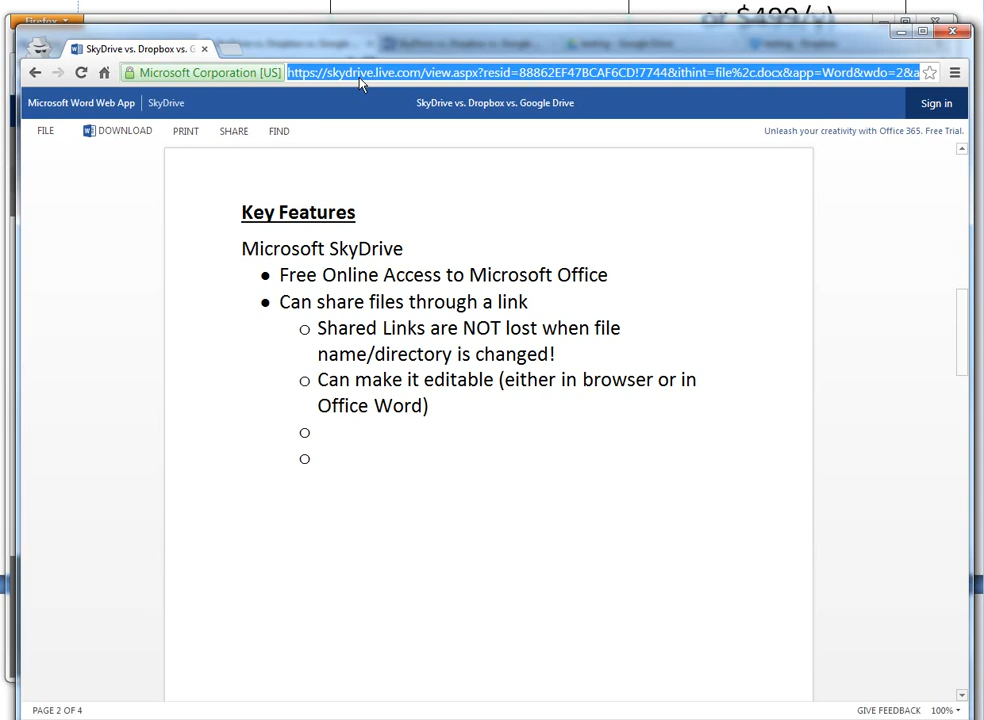 or $499/y)
Firefox
SkyDrive vs. Dropbox vs. G
Microsoft Corporation [US] https://skydrive.live.com/view.aspx?resid=88862EF47BCAF6CD!7744&ithint=file%2c.docx&app=Word&wdo=2&a
Microsoft Word Web App SkyDrive SkyDrive vs. Dropbox vs. Google Drive Sign in
FILE DOWNLOAD PRINT SHARE FIND Unleash your creativity with Office 365. Free Trial.
Key Features
Microsoft SkyDrive
● Free Online Access to Microsoft Office
● Can share files through a link
○ Shared Links are NOT lost when file
name/directory is changed!
○ Can make it editable (either in browser or in
Office Word)
○
○
PAGE 2 OF 4 GIVE FEEDBACK 100%